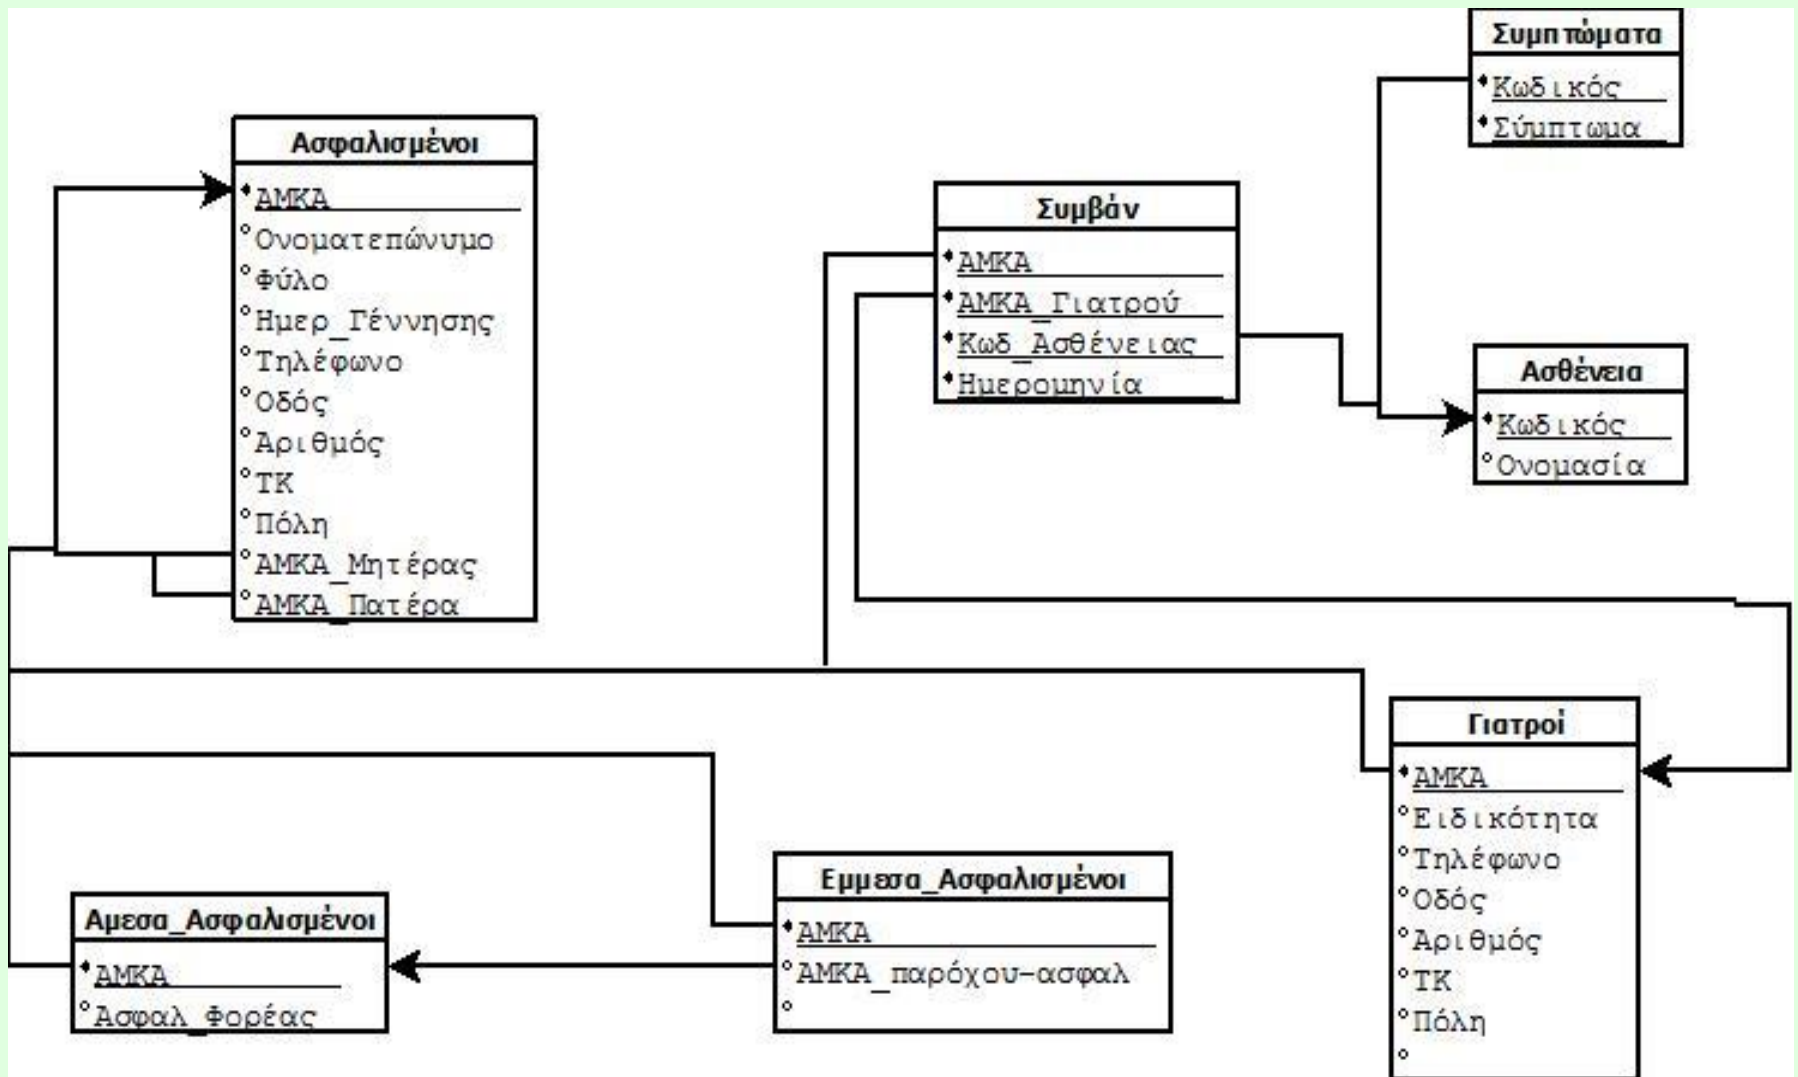 Συμπτώματα
Κωδικός
Σύμπτωμα
Ασφαλισμένοι
ΑΜΚΑ
Ονοματεπώνυμο
Φύλο
Ημερ_Γέννησης
Τηλέφωνο
Οδός
Αριθμός
ΤΚ
Πόλη
ΑΜΚΑ_Μητέρας
ΑΜΚΑ_Πατέρα
Συμβάν
ΑΜΚΑ
ΑΜΚΑ_Γιατρού
Κωδ_Ασθένειας
Ημερομηνία
Ασθένεια
Κωδικός
Ονομασία
Γιατροί
ΑΜΚΑ
Ειδικότητα
Τηλέφωνο
Οδός
Αριθμός
ΤΚ
Πόλη
Εμμεσα_Ασφαλισμένοι
ΑΜΚΑ
ΑΜΚΑ_παρόχου-ασφαλ
Αμεσα_Ασφαλισμένοι
ΑΜΚΑ
Ασφαλ_Φορέας